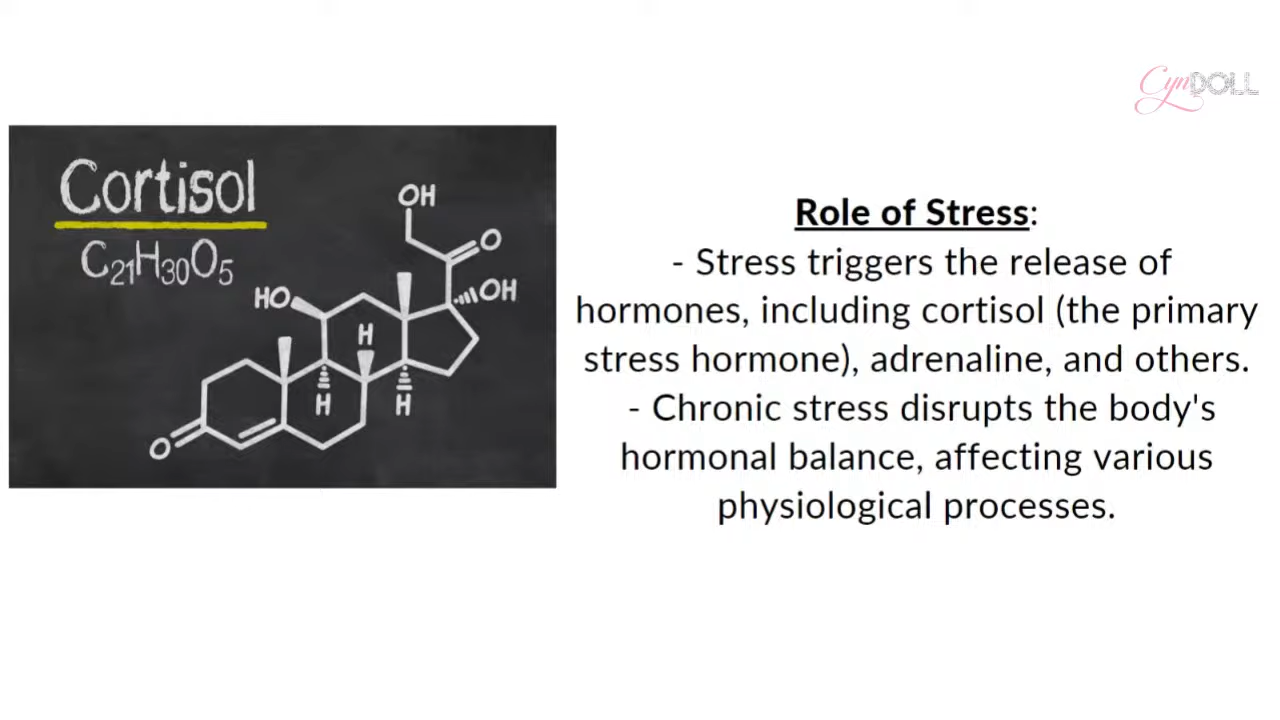 CynDOLL
Cortisol
C21H30O5
OH
O
HO
OH
H
H
H
O
Role of Stress:
- Stress triggers the release of
hormones, including cortisol (the primary
stress hormone), adrenaline, and others.
- Chronic stress disrupts the body's
hormonal balance, affecting various
physiological processes.